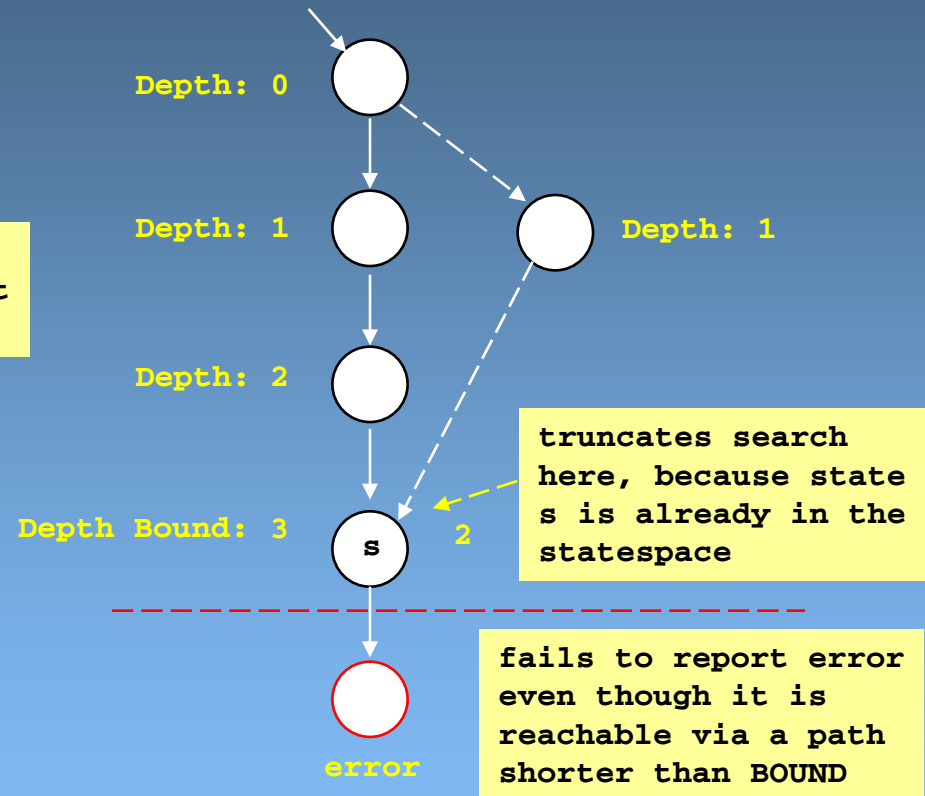 Depth: 0
Depth: 1
Depth: 1
Depth: 2
truncates search
here, because state
s is already in the
statespace
Depth Bound: 3
s
2
fails to report error
even though it is
reachable via a path
shorter than BOUND
error